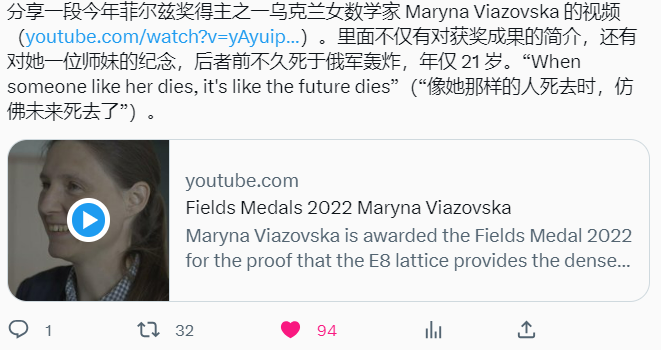 分享一段今年菲尔兹奖得主之一乌克兰女数学家 Maryna Viazovska 的视频
（youtube.com/watch?v=yAyuip...）。里面不仅有对获奖成果的简介，还有
对她一位师妹的纪念，后者前不久死于俄军轰炸，年仅 21 岁。“When
someone like her dies, it's like the future dies”（“像她那样的人死去时，仿
佛未来死去了”）。
youtube.com
Fields Medals 2022 Maryna Viazovska
Maryna Viazovska is awarded the Fields Medal 2022
for the proof that the E8 lattice provides the dense...
1 32 94